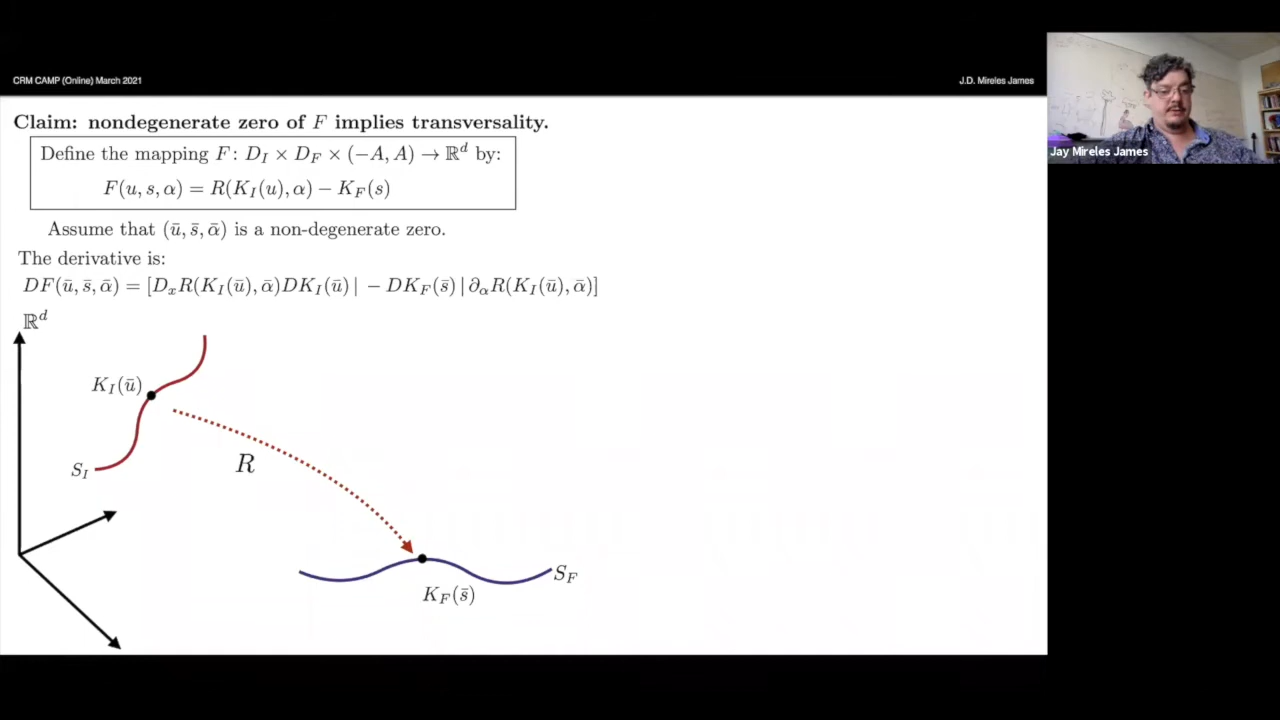 CRM CAMP (Online) March 2021
J.D. Mireles James
Jay Mireles James
Claim: nondegenerate zero of F implies transversality.
Define the mapping F: D_I × D_F × (−A, A) → ℝ^d by:
F(u, s, α) = R(K_I(u), α) − K_F(s)
Assume that (ū, s̄, ᾱ) is a non-degenerate zero.
The derivative is:
DF(ū, s̄, ᾱ) = [D_xR(K_I(ū), ᾱ)DK_I(ū) | − DK_F(s̄) | ∂_αR(K_I(ū), ᾱ)]
ℝ^d
K_I(ū)
R
S_I
S_F
K_F(s̄)